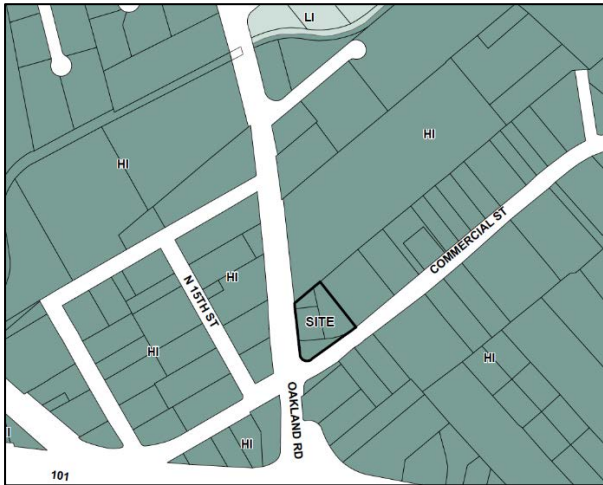 LI
HI
HI
COMMERCIAL ST
N 15TH ST
HI
SITE
HI
HI
OAKLAND RD
HI
I
101